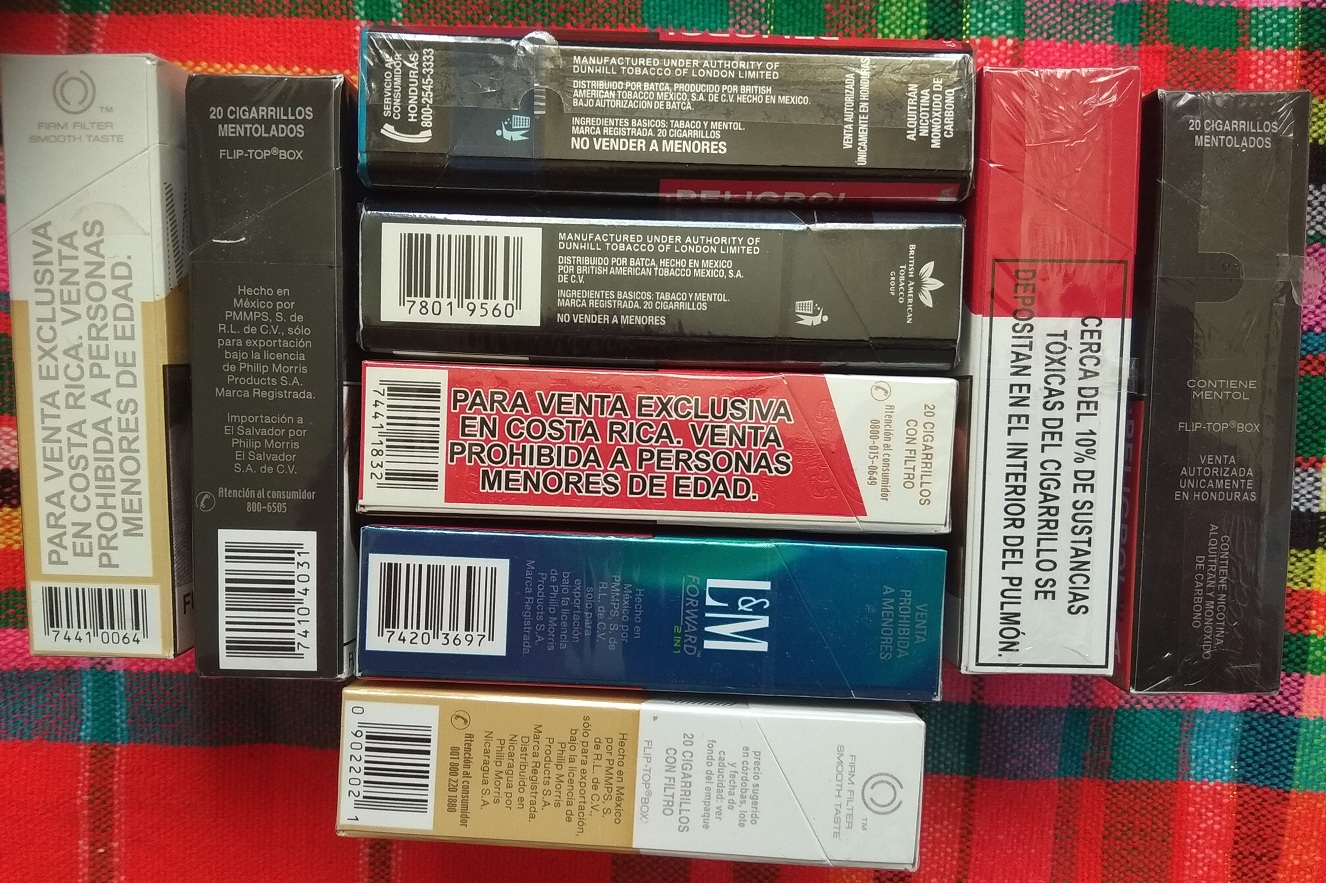 TM
FIRM FILTER
SMOOTH TASTE
PARA VENTA EXCLUSIVA
EN COSTA RICA. VENTA
PROHIBIDA A PERSONAS
MENORES DE EDAD.
7441 0064
20 CIGARRILLOS
MENTOLADOS
FLIP-TOP®BOX
Hecho en
México por
PMMPS, S. de
R.L. de C.V., sólo
para exportación
bajo la licencia
de Philip Morris
Products S.A.
Marca Registrada.
Importación a
El Salvador por
Philip Morris
El Salvador
S.A. de C.V.
Atención al consumidor
800-6505
74104031
SERVICIO AL
CONSUMIDOR
HONDURAS
800-2545-3333
MANUFACTURED UNDER AUTHORITY OF
DUNHILL TOBACCO OF LONDON LIMITED
DISTRIBUIDO POR BATCA, PRODUCIDO POR BRITISH
AMERICAN TOBACCO MEXICO, S.A. DE C.V. HECHO EN MEXICO.
BAJO AUTORIZACION DE BATCA.
INGREDIENTES BASICOS: TABACO Y MENTOL.
MARCA REGISTRADA. 20 CIGARRILLOS
NO VENDER A MENORES
VENTA AUTORIZADA
ÚNICAMENTE EN HONDURAS
ALQUITRAN
NICOTINA
MONÓXIDO DE
CARBONO
PELIGRO!
7801 9560
MANUFACTURED UNDER AUTHORITY OF
DUNHILL TOBACCO OF LONDON LIMITED
DISTRIBUIDO POR BATCA, HECHO EN MEXICO
POR BRITISH AMERICAN TOBACCO MEXICO, S.A.
DE C.V.
INGREDIENTES BASICOS: TABACO Y MENTOL.
MARCA REGISTRADA. 20 CIGARRILLOS
NO VENDER A MENORES
BRITISH AMERICAN
TOBACCO
GROUP
74411832
PARA VENTA EXCLUSIVA
EN COSTA RICA. VENTA
PROHIBIDA A PERSONAS
MENORES DE EDAD.
Atención al consumidor
0800-015-0649
20 CIGARRILLOS
CON FILTRO
7420 3697
Hecho en
México por
PMMPS, S. de
R.L. de C.V.,
sólo para
exportación
bajo la licencia
de Philip Morris
Products S.A.
Marca Registrada.
L&M
FORWARD™
2 IN 1
VENTA
PROHIBIDA
A MENORES
0 902202 1
Atención al consumidor
001 800 220 1880
Hecho en México
por PMMPS, S.
de R.L. de C.V.,
sólo para exportación,
bajo la licencia de
Philip Morris
Products S.A.
Marca Registrada.
Distribuido en
Nicaragua por
Philip Morris
Nicaragua S.A.
FLIP-TOP®BOX
20 CIGARRILLOS
CON FILTRO
precio sugerido
en córdobas, lote
y fecha de
caducidad: ver
fondo del empaque
TM
FIRM FILTER
SMOOTH TASTE
CERCA DEL 10% DE SUSTANCIAS
TÓXICAS DEL CIGARRILLO SE
DEPOSITAN EN EL INTERIOR DEL PULMÓN.
20 CIGARRILLOS
MENTOLADOS
CONTIENE
MENTOL
FLIP-TOP®BOX
VENTA
AUTORIZADA
UNICAMENTE
EN HONDURAS
CONTIENE NICOTINA,
ALQUITRAN Y MONOXIDO
DE CARBONO